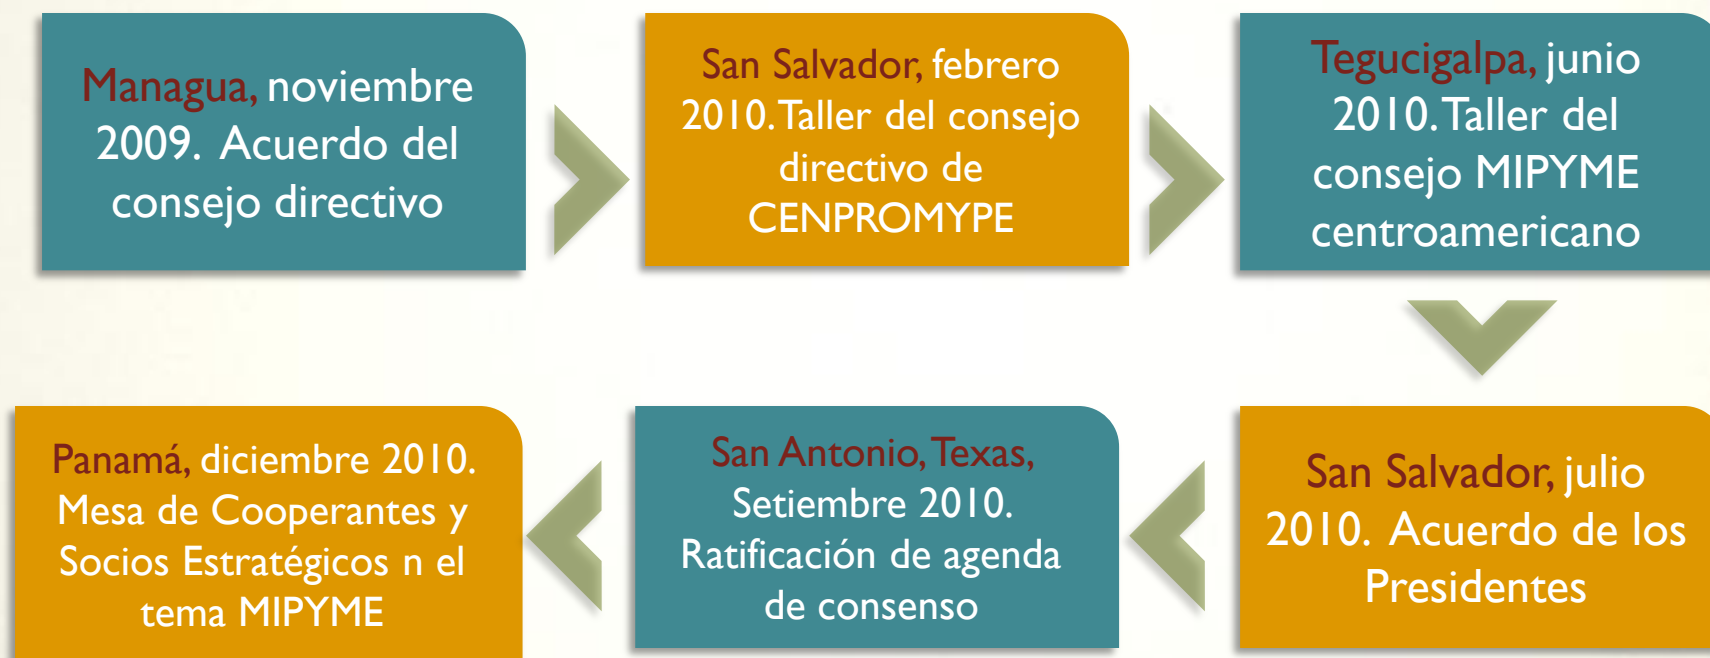 Managua, noviembre
2009. Acuerdo del
consejo directivo
San Salvador, febrero
2010. Taller del consejo
directivo de
CENPROMYPE
Tegucigalpa, junio
2010. Taller del
consejo MIPYME
centroamericano
San Salvador, julio
2010. Acuerdo de los
Presidentes
San Antonio, Texas,
Setiembre 2010.
Ratificación de agenda
de consenso
Panamá, diciembre 2010.
Mesa de Cooperantes y
Socios Estratégicos n el
tema MIPYME